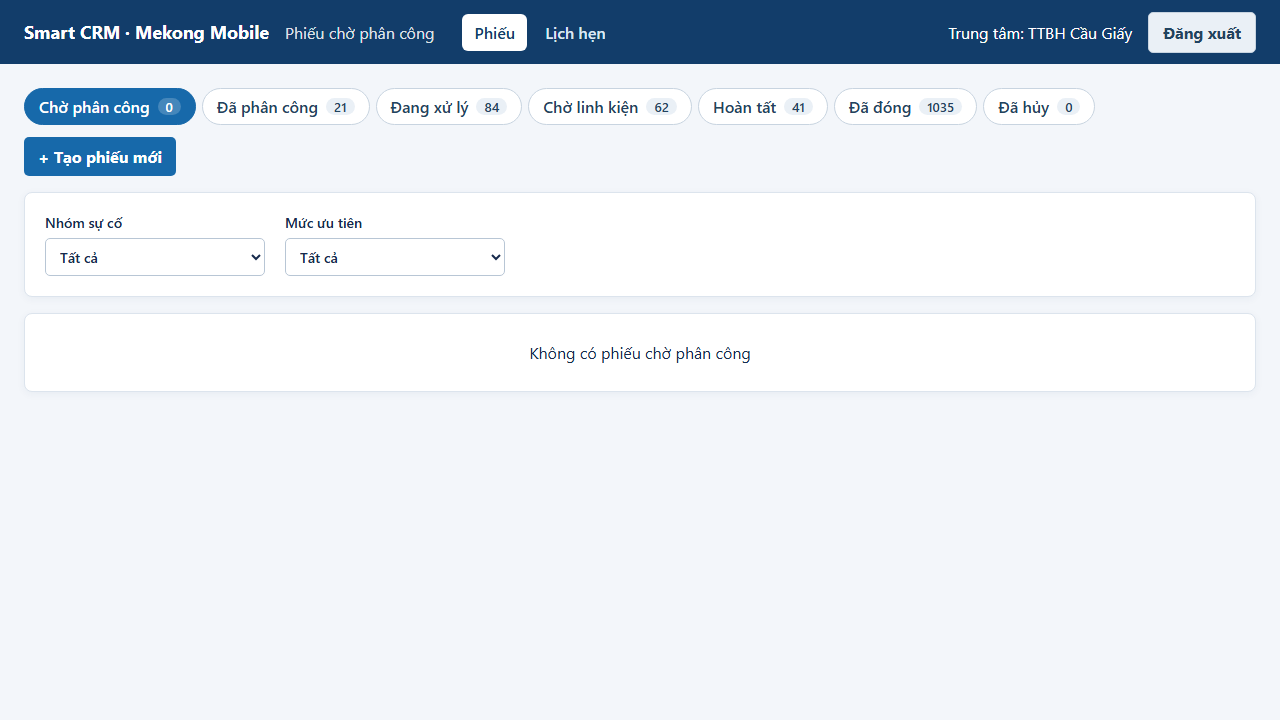 Smart CRM · Mekong Mobile Phiếu chờ phân công Phiếu Lịch hẹn Trung tâm: TTBH Cầu Giấy Đăng xuất
Chờ phân công 0 Đã phân công 21 Đang xử lý 84 Chờ linh kiện 62 Hoàn tất 41 Đã đóng 1035 Đã hủy 0
+ Tạo phiếu mới
Nhóm sự cố Mức ưu tiên
Tất cả Tất cả
Không có phiếu chờ phân công